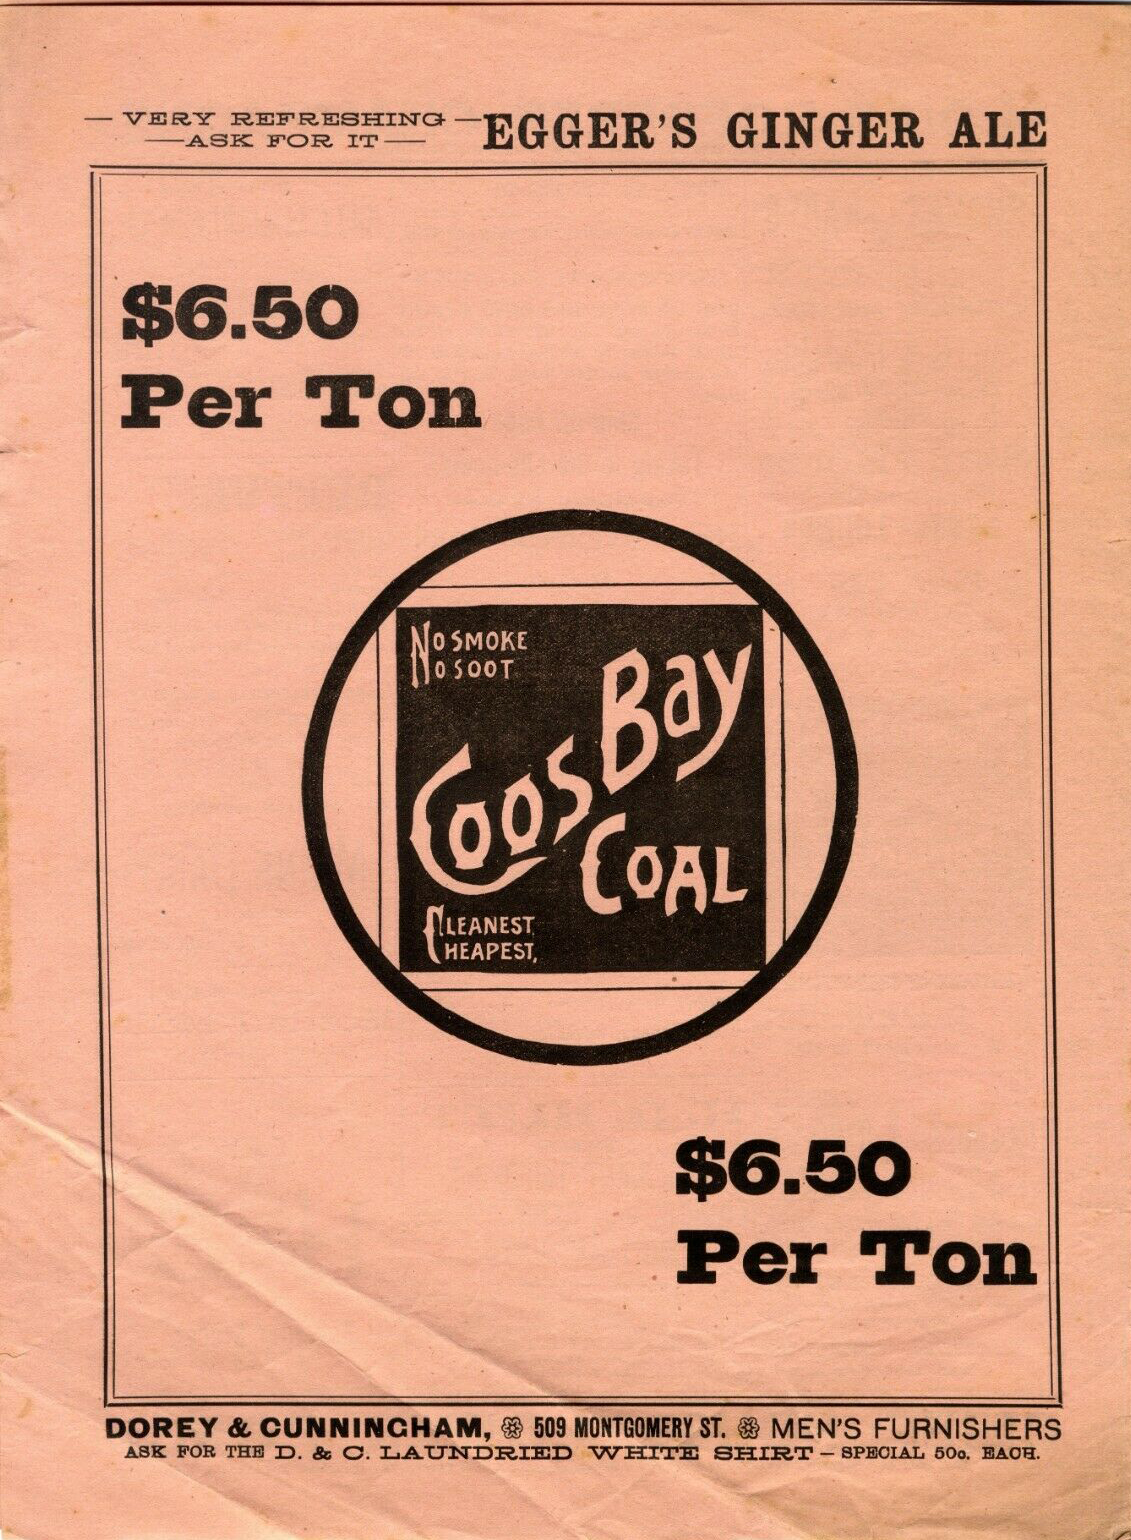 — VERY REFRESHING — EGGER'S GINGER ALE
— ASK FOR IT —
$6.50
Per Ton
NO SMOKE
NO SOOT
Coos Bay
COAL
CLEANEST,
CHEAPEST,
$6.50
Per Ton
DOREY & CUNNINGHAM, 509 MONTGOMERY ST. MEN'S FURNISHERS
ASK FOR THE D. & C. LAUNDRIED WHITE SHIRT — SPECIAL 50c. EACH.